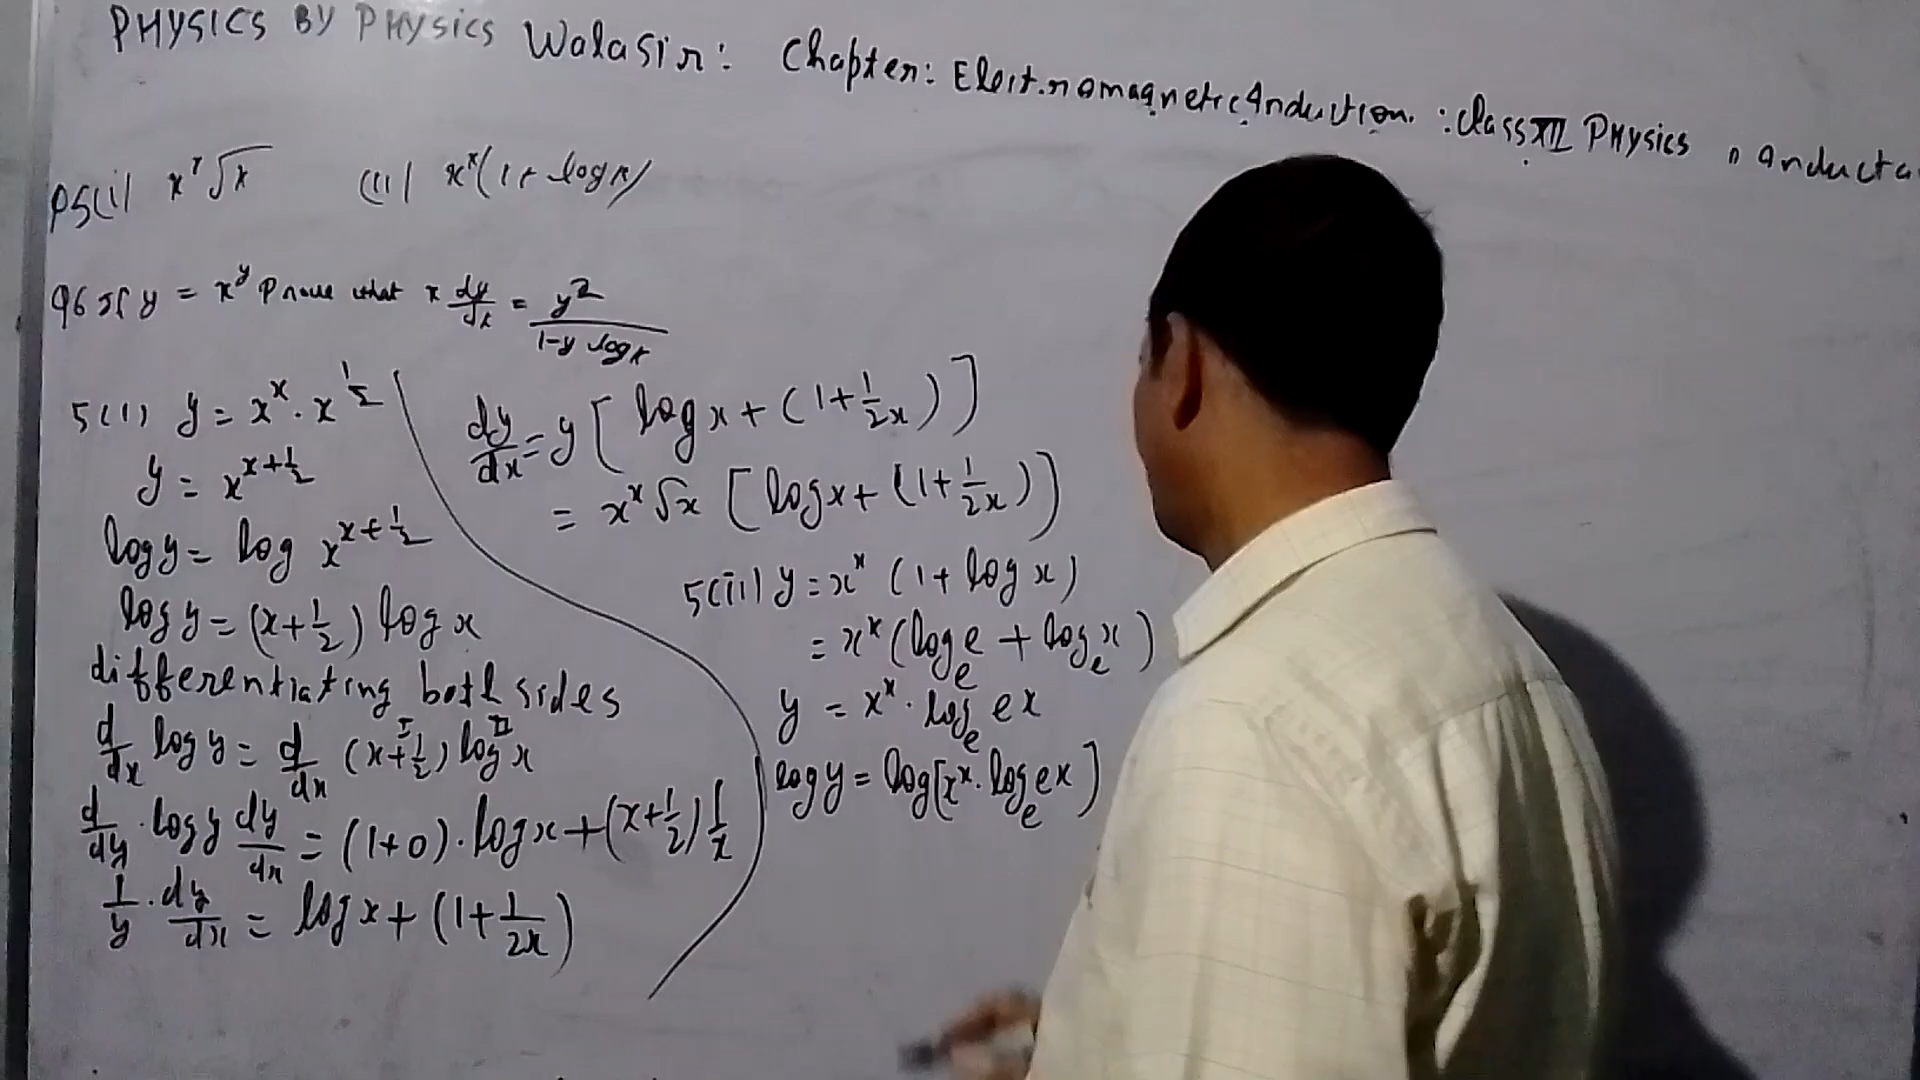 PHYSICS BY PHYSICS WalaSir: Chapter: Electromagnetic Induction. : class XII Physics
P5(i) x^x √x (ii) x^x(1 + log x)
Q6 If y = x^y Prove that x dy/dx = y^2/(1-y log x)
5(i) y = x^x · x^1/2
y = x^(x+1/2)
log y = log x^(x+1/2)
log y = (x+1/2) log x
differentiating both sides
d/dx log y = d/dx (x+1/2) log x
I II
d/dy · log y dy/dx = (1+0) · log x + (x+1/2) 1/x
1/y · dy/dx = log x + (1+1/2x)
dy/dx = y [ log x + (1+1/2x) ]
= x^x √x [ log x + (1+1/2x) ]
5(ii) y = x^x (1 + log x)
= x^x (log_e e + log_e x)
y = x^x · log_e ex
log y = log[x^x · log_e ex]